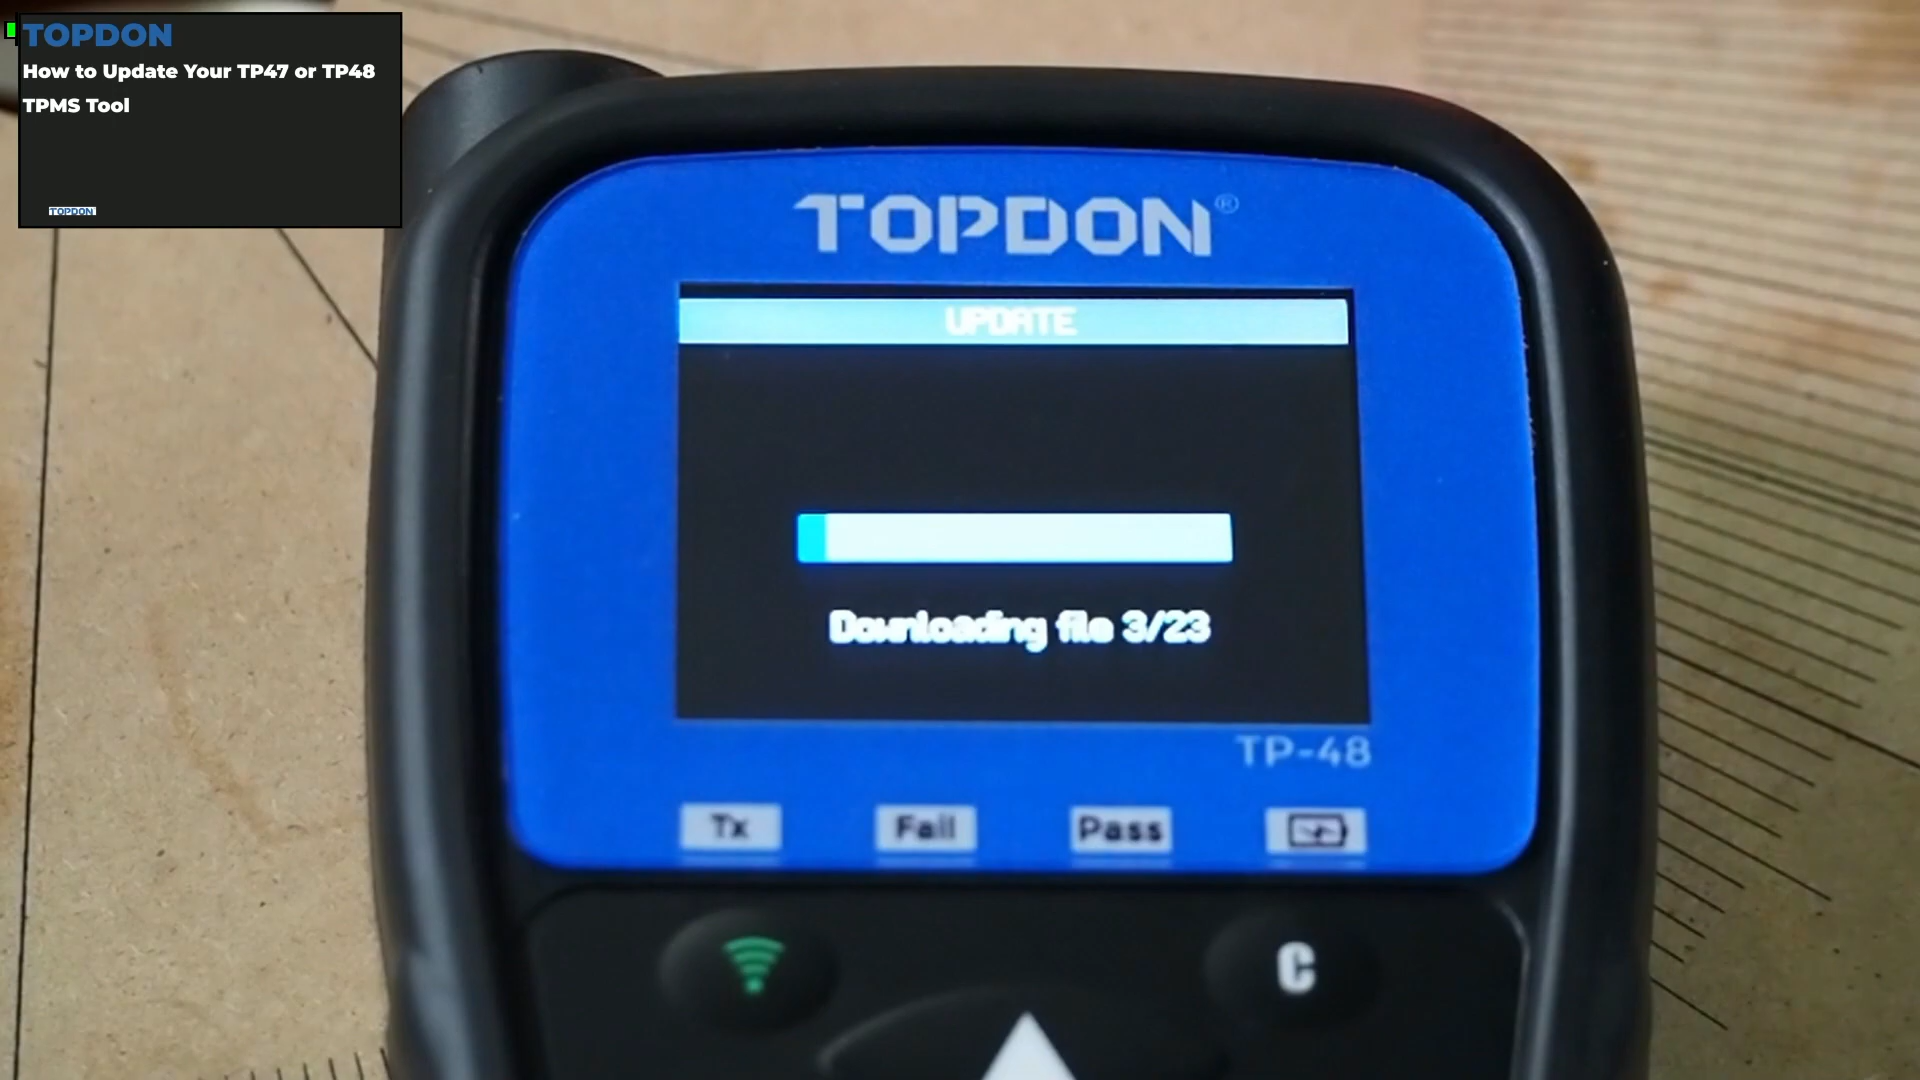 TOPDON
How to Update Your TP47 or TP48
TPMS Tool
TOPDON
TOPDON®
UPDATE
Downloading file 3/23
TP-48
Tx Fail Pass
C